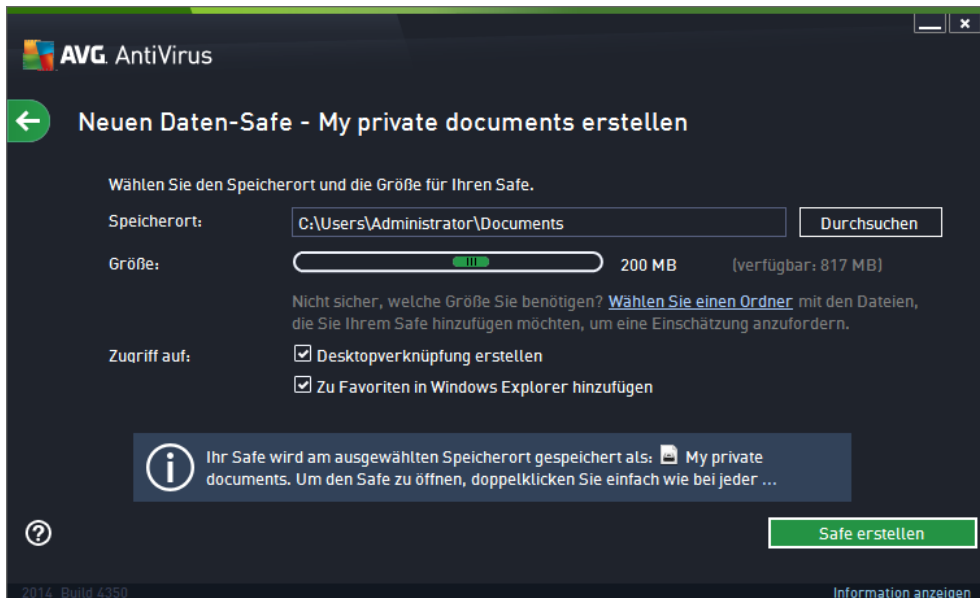 AVG. AntiVirus
Neuen Daten-Safe - My private documents erstellen
Wählen Sie den Speicherort und die Größe für Ihren Safe.
Speicherort:
C:\Users\Administrator\Documents
Durchsuchen
Größe:
200 MB
(verfügbar: 817 MB)
Nicht sicher, welche Größe Sie benötigen? Wählen Sie einen Ordner mit den Dateien,
die Sie Ihrem Safe hinzufügen möchten, um eine Einschätzung anzufordern.
Zugriff auf:
Desktopverknüpfung erstellen
Zu Favoriten in Windows Explorer hinzufügen
Ihr Safe wird am ausgewählten Speicherort gespeichert als: My private
documents. Um den Safe zu öffnen, doppelklicken Sie einfach wie bei jeder ...
Safe erstellen
2014 Build 4350
Information anzeigen